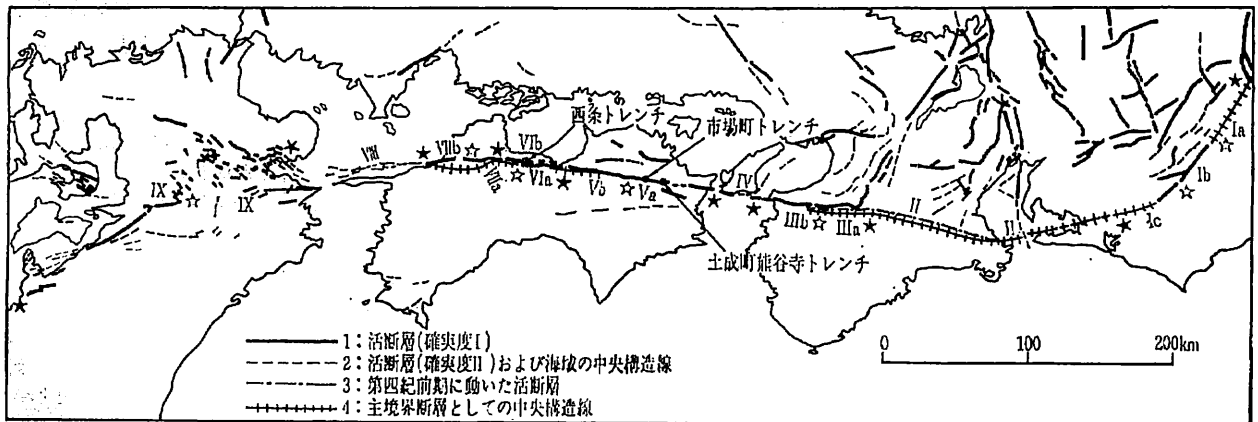 西条トレンチ
市場町トレンチ
土成町熊谷寺トレンチ
IX
IX
VIII
VIIb
VIIa
VIb
VIa
Vb
Va
IV
IIIb
IIIa
II
II
Ic
Ib
Ia
1：活断層(確実度I)
2：活断層(確実度II)および海域の中央構造線
3：第四紀前期に動いた活断層
4：主境界断層としての中央構造線
0 100 200km